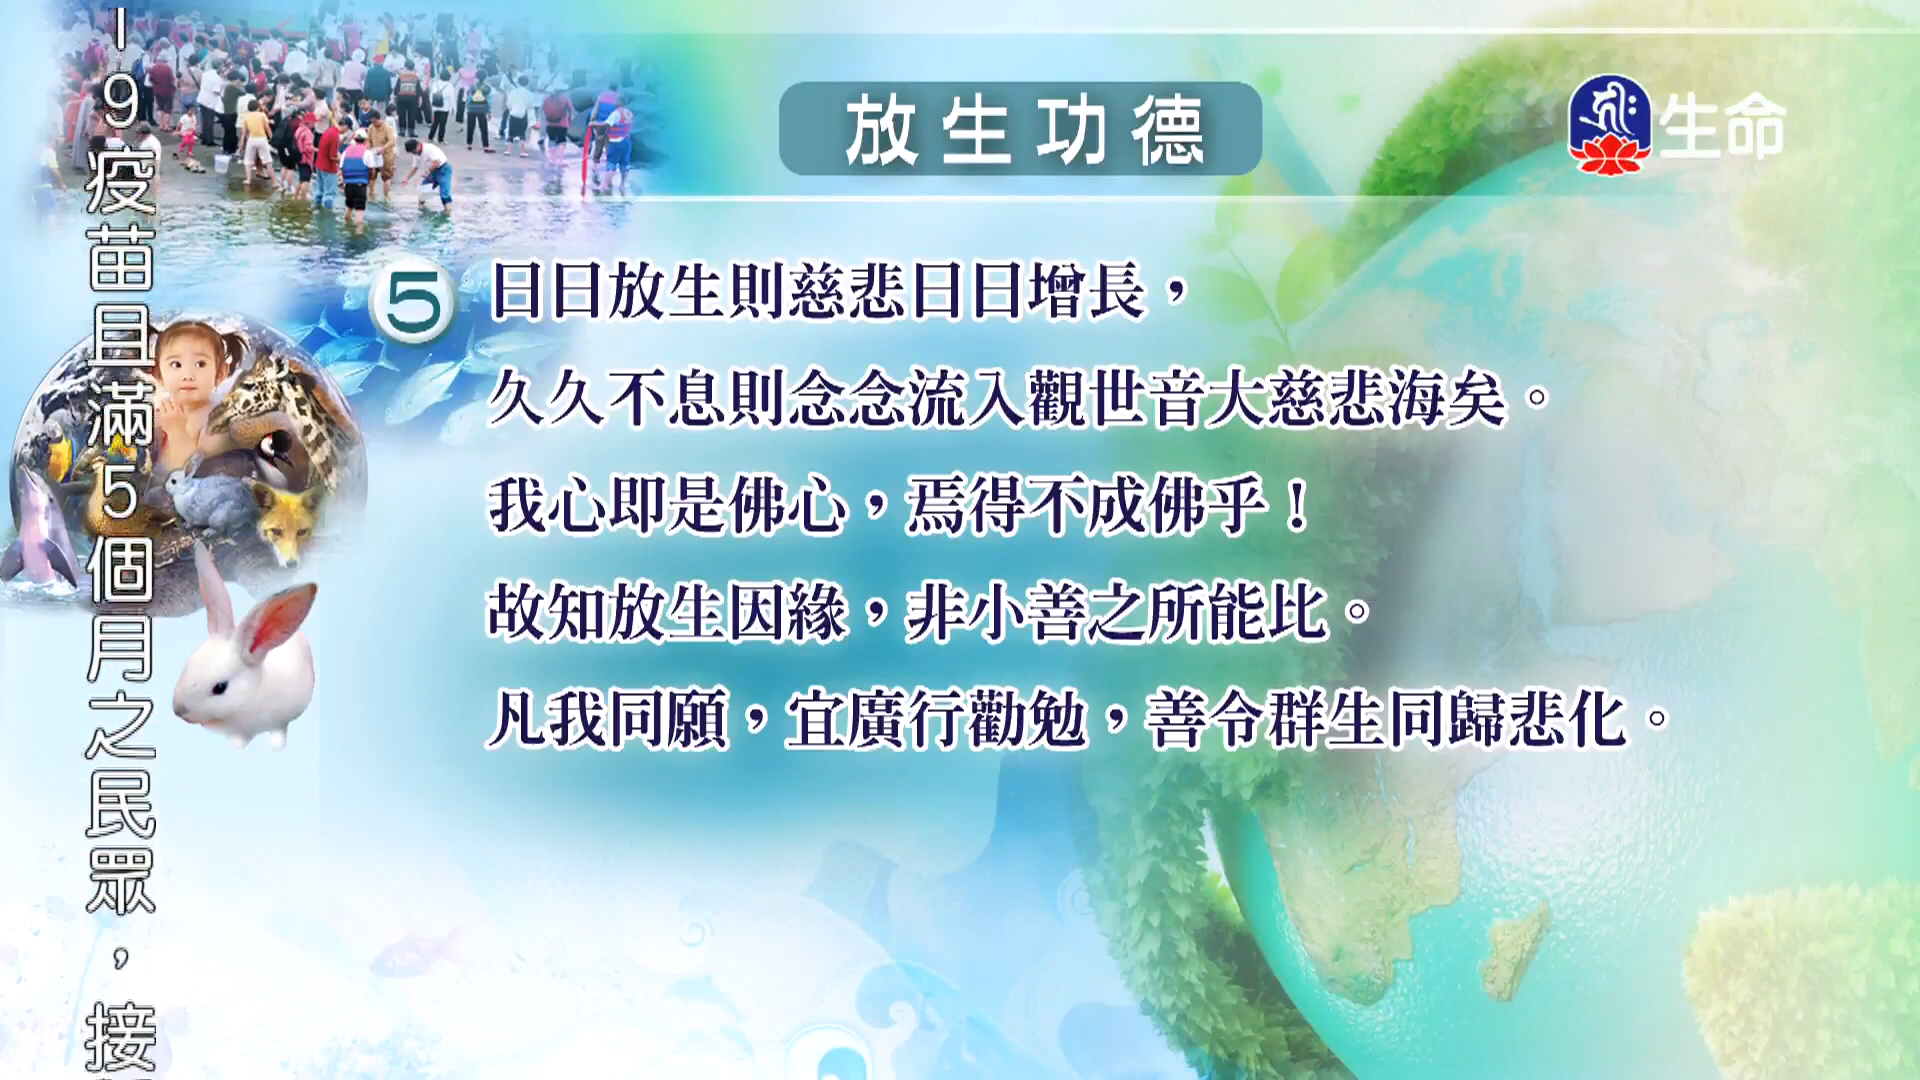 放生功德
生命
5
日日放生則慈悲日日增長，
久久不息則念念流入觀世音大慈悲海矣。
我心即是佛心，焉得不成佛乎！
故知放生因緣，非小善之所能比。
凡我同願，宜廣行勸勉，善令群生同歸悲化。
19疫苗且滿5個月之民眾，接